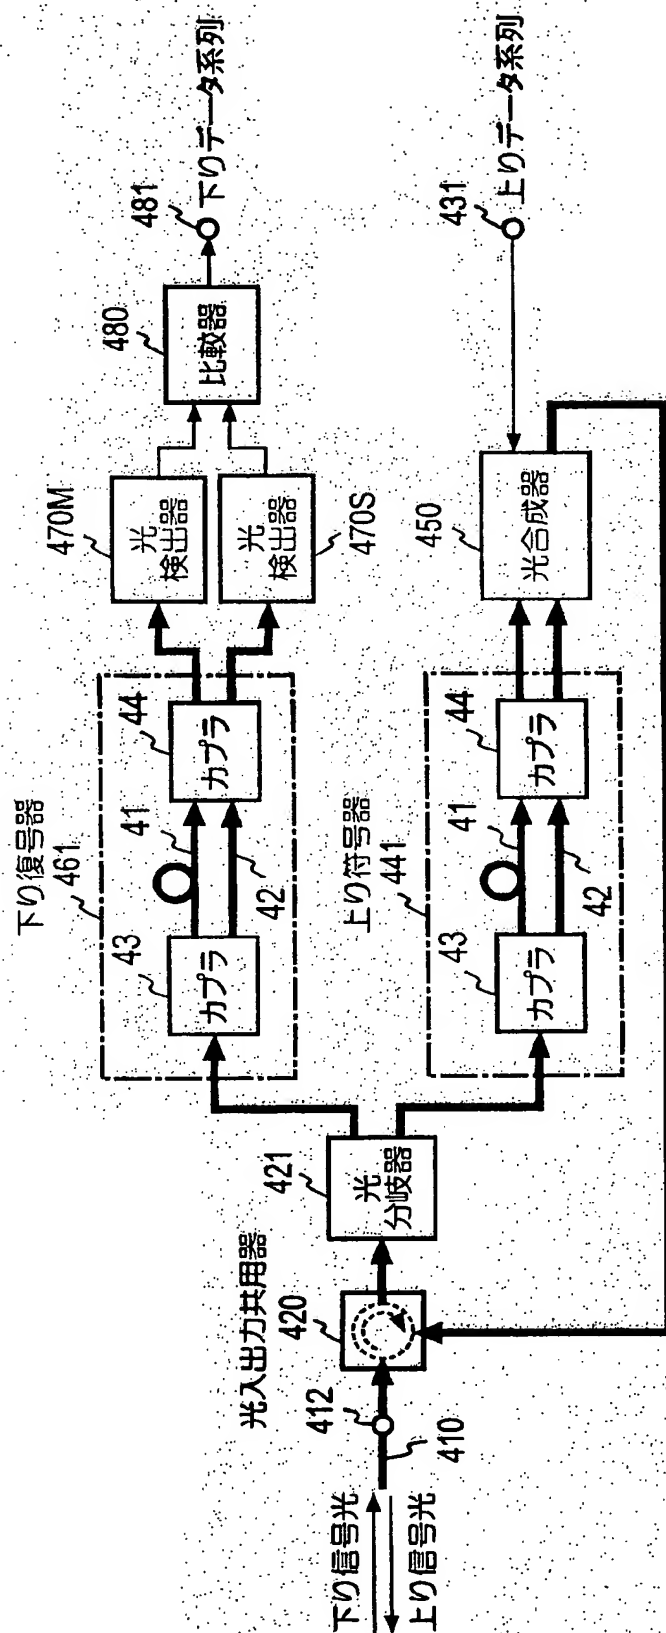 下り信号光
上り信号光
410
412
光入出力共用器
420
421
光
分岐器
下り復号器
461
43
カプラ
41
42
44
カプラ
470M
光
検出器
光
検出器
470S
480
比較器
481
下りデータ系列
上り符号器
441
43
カプラ
41
42
44
カプラ
450
光合成器
431
上りデータ系列